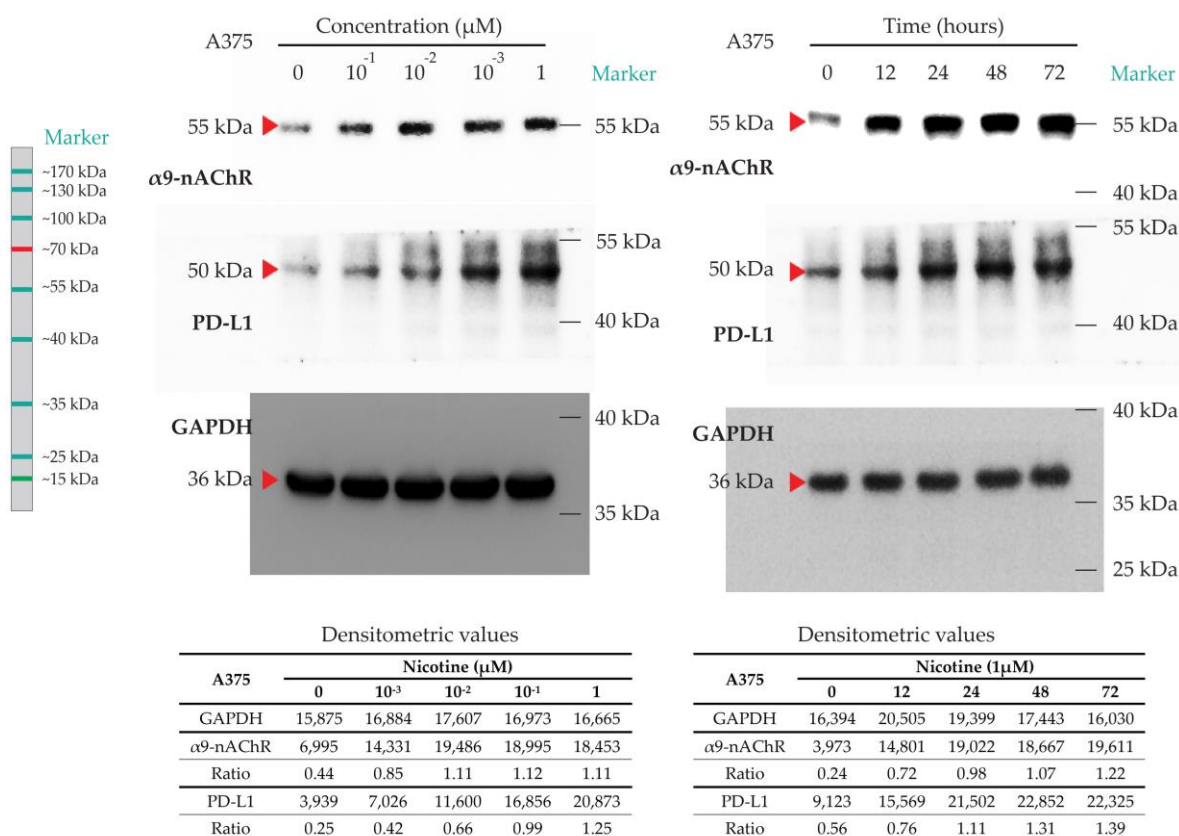 Concentration (μM)
A375
0 10⁻¹ 10⁻² 10⁻³ 1 Marker
55 kDa 55 kDa
α9-nAChR
55 kDa
50 kDa
PD-L1 40 kDa
GAPDH 40 kDa
36 kDa
35 kDa
Marker
~170 kDa
~130 kDa
~100 kDa
~70 kDa
~55 kDa
~40 kDa
~35 kDa
~25 kDa
~15 kDa
Time (hours)
A375
0 12 24 48 72 Marker
55 kDa 55 kDa
α9-nAChR
40 kDa
55 kDa
50 kDa
PD-L1 40 kDa
GAPDH 40 kDa
36 kDa
35 kDa
25 kDa
Densitometric values
A375 Nicotine (μM)
0 10⁻³ 10⁻² 10⁻¹ 1
GAPDH 15,875 16,884 17,607 16,973 16,665
α9-nAChR 6,995 14,331 19,486 18,995 18,453
Ratio 0.44 0.85 1.11 1.12 1.11
PD-L1 3,939 7,026 11,600 16,856 20,873
Ratio 0.25 0.42 0.66 0.99 1.25
Densitometric values
A375 Nicotine (1μM)
0 12 24 48 72
GAPDH 16,394 20,505 19,399 17,443 16,030
α9-nAChR 3,973 14,801 19,022 18,667 19,611
Ratio 0.24 0.72 0.98 1.07 1.22
PD-L1 9,123 15,569 21,502 22,852 22,325
Ratio 0.56 0.76 1.11 1.31 1.39